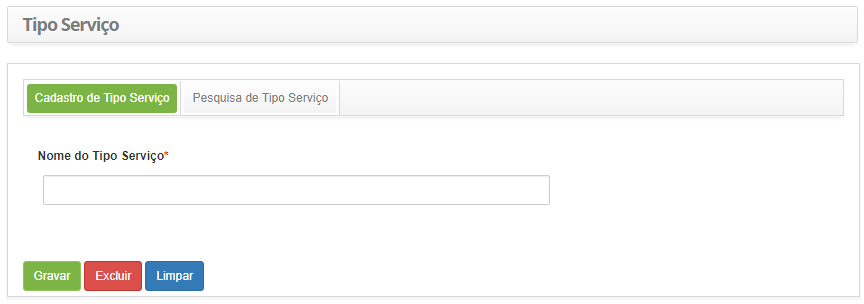 Tipo Serviço
Cadastro de Tipo Serviço Pesquisa de Tipo Serviço
Nome do Tipo Serviço*
Gravar Excluir Limpar